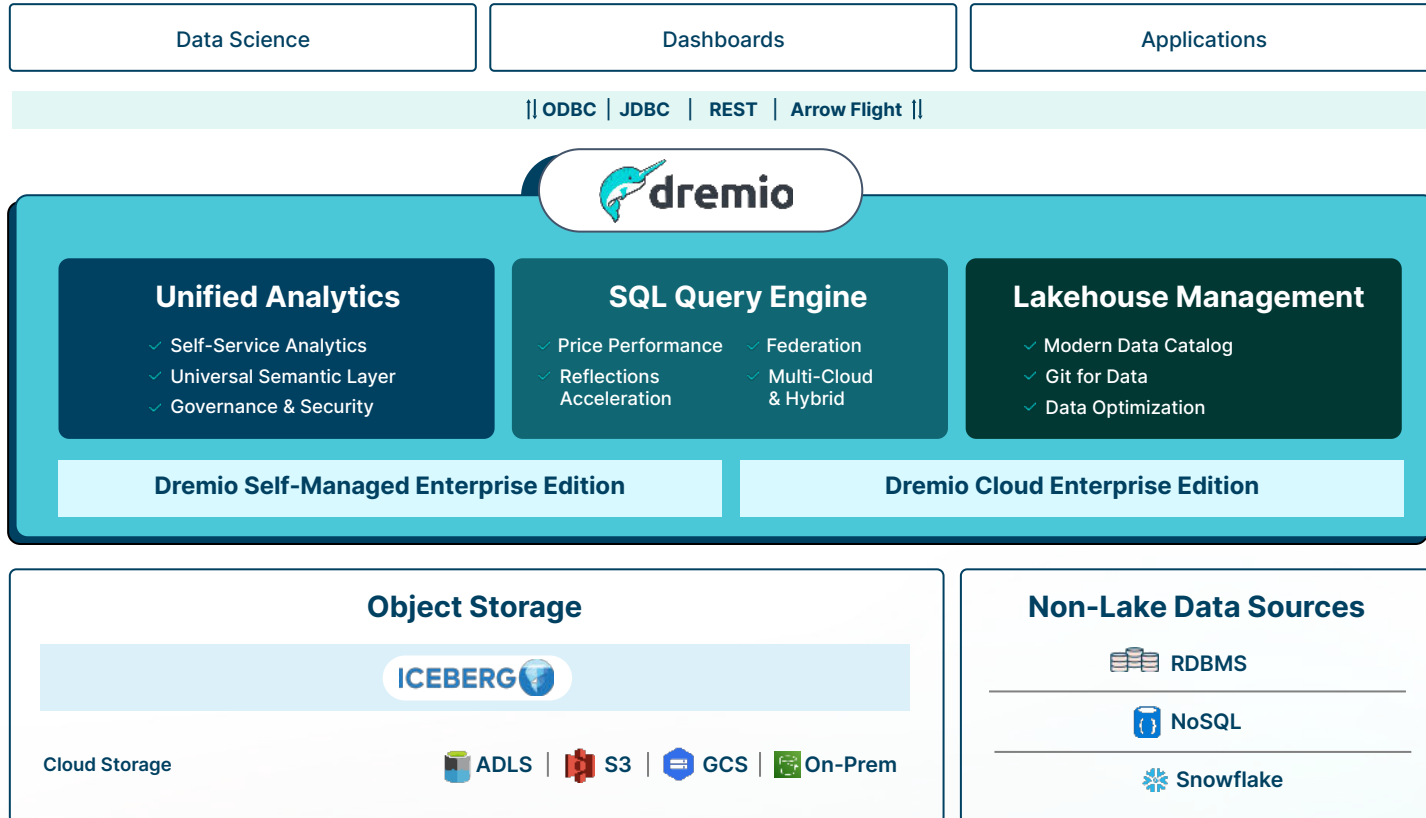 Data Science
Dashboards
Applications
ODBC | JDBC | REST | Arrow Flight
dremio
Unified Analytics
Self-Service Analytics
Universal Semantic Layer
Governance & Security
SQL Query Engine
Price Performance
Reflections
Acceleration
Federation
Multi-Cloud
& Hybrid
Lakehouse Management
Modern Data Catalog
Git for Data
Data Optimization
Dremio Self-Managed Enterprise Edition
Dremio Cloud Enterprise Edition
Object Storage
ICEBERG
Cloud Storage
ADLS | S3 | GCS | On-Prem
Non-Lake Data Sources
RDBMS
NoSQL
Snowflake